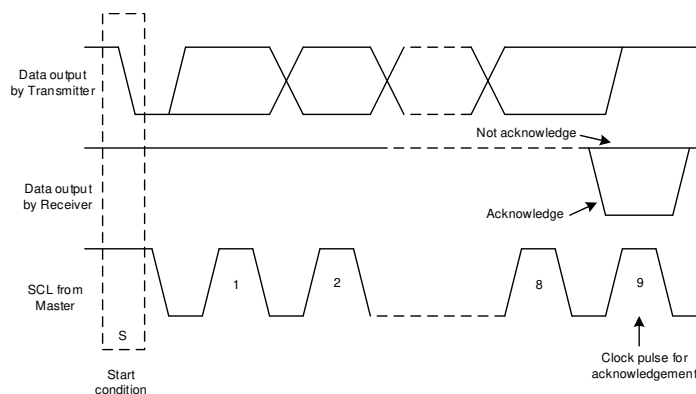 Data output
by Transmitter
Not acknowledge
Data output
by Receiver
Acknowledge
SCL from
Master
1
2
8
9
S
Start
condition
Clock pulse for
acknowledgement